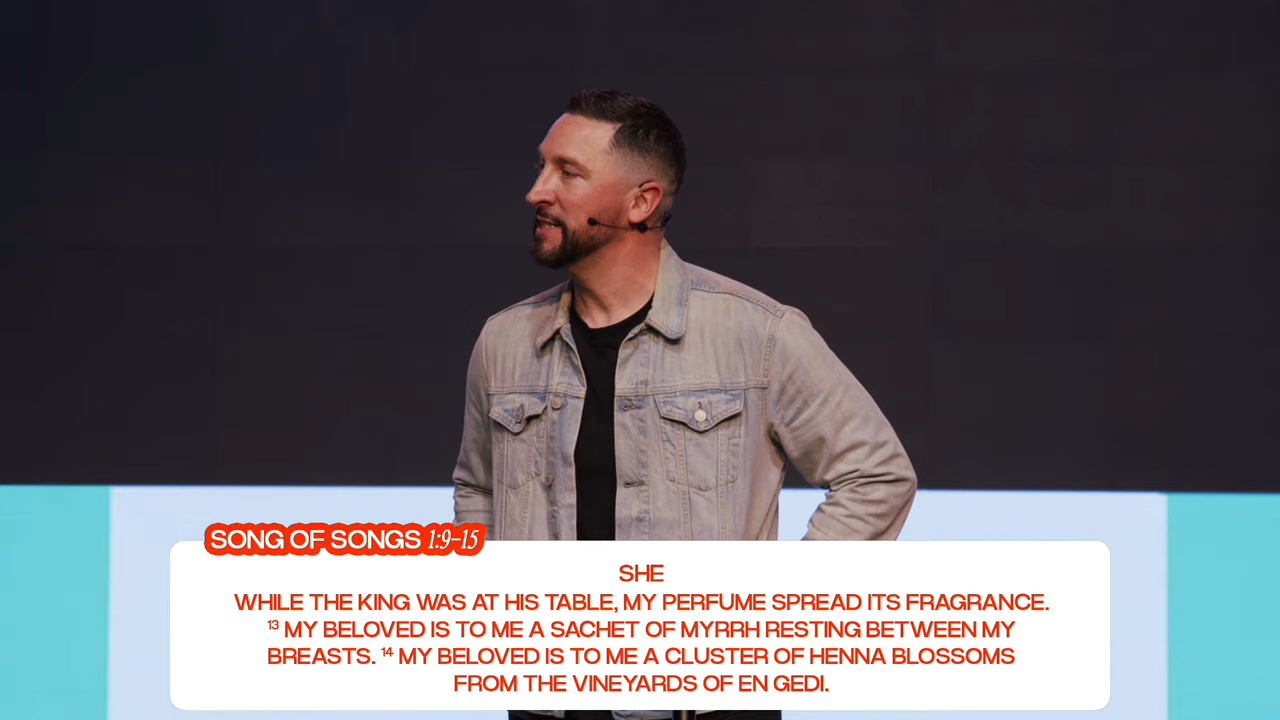 SONG OF SONGS 1:9-15
SHE
WHILE THE KING WAS AT HIS TABLE, MY PERFUME SPREAD ITS FRAGRANCE.
13 MY BELOVED IS TO ME A SACHET OF MYRRH RESTING BETWEEN MY
BREASTS. 14 MY BELOVED IS TO ME A CLUSTER OF HENNA BLOSSOMS
FROM THE VINEYARDS OF EN GEDI.